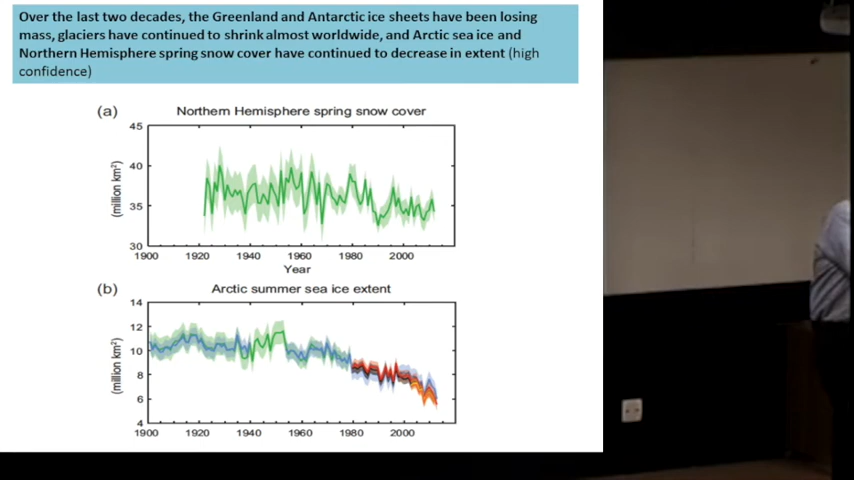 Over the last two decades, the Greenland and Antarctic ice sheets have been losing
mass, glaciers have continued to shrink almost worldwide, and Arctic sea ice and
Northern Hemisphere spring snow cover have continued to decrease in extent (high
confidence)
(a) Northern Hemisphere spring snow cover
45
40
35
30
(million km²)
1900 1920 1940 1960 1980 2000
Year
(b) Arctic summer sea ice extent
14
12
10
8
6
4
(million km²)
1900 1920 1940 1960 1980 2000